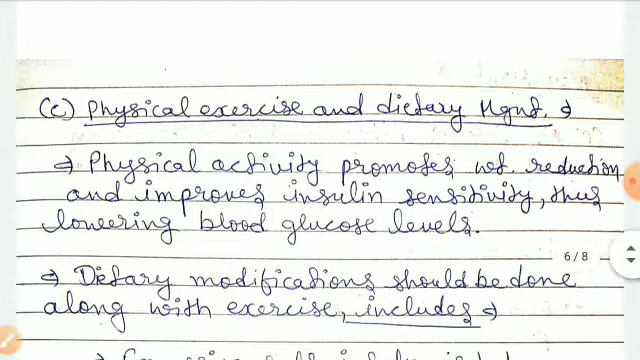 (c) Physical exercise and dietary Mgnt. →
→ Physical activity promotes wt. reduction
and improves insulin sensitivity, thus
lowering blood glucose levels.
6/8
→ Dietary modifications should be done
along with exercise, includes →